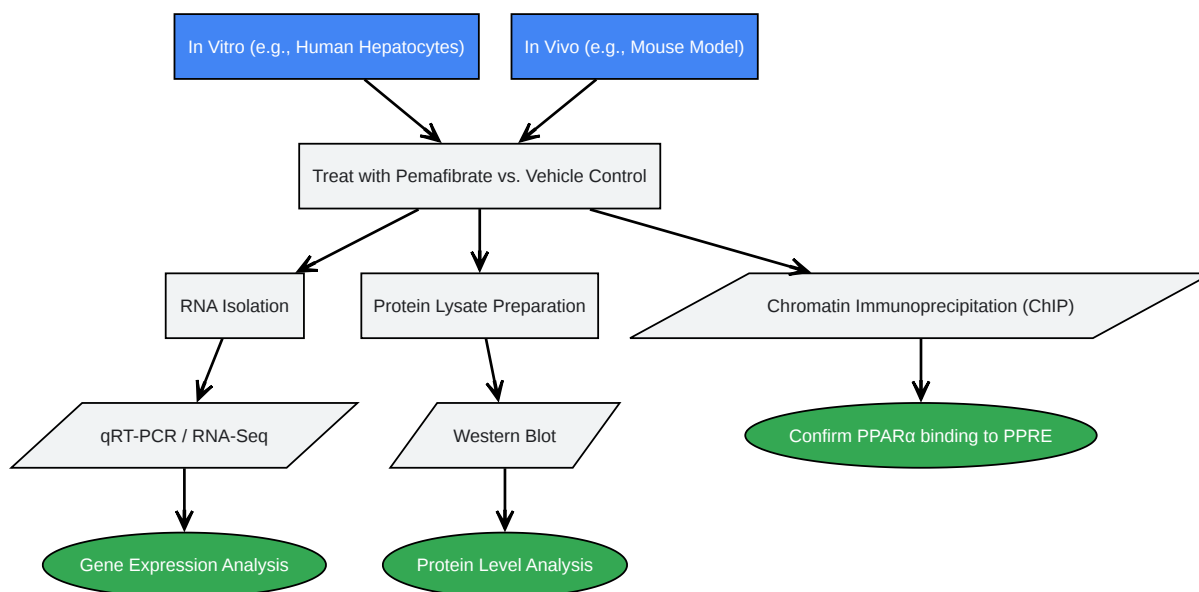 In Vitro (e.g., Human Hepatocytes)
In Vivo (e.g., Mouse Model)
Treat with Pemafibrate vs. Vehicle Control
RNA Isolation
Protein Lysate Preparation
Chromatin Immunoprecipitation (ChIP)
qRT-PCR / RNA-Seq
Western Blot
Confirm PPARα binding to PPRE
Gene Expression Analysis
Protein Level Analysis